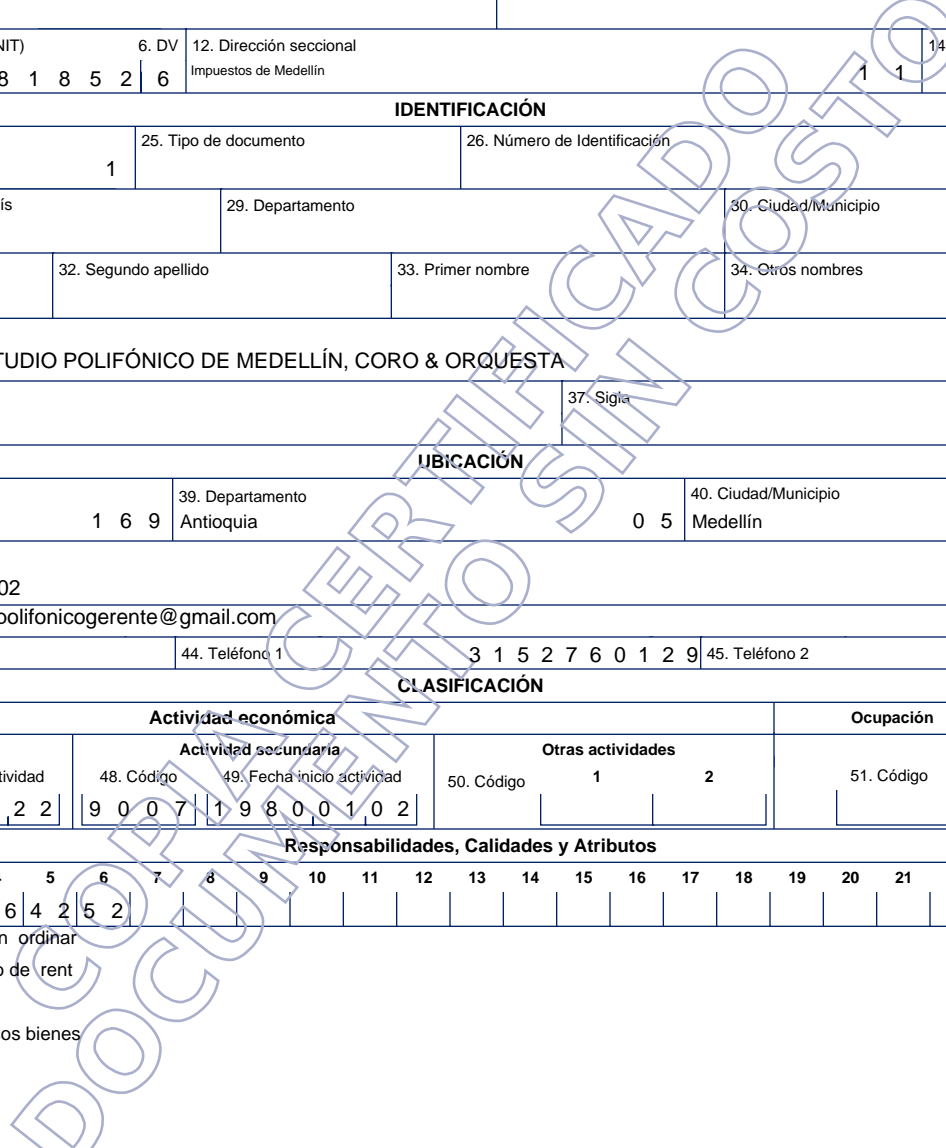 NIT) 6. DV 12. Dirección seccional 14
8 1 8 5 2 6 Impuestos de Medellín 1 1
IDENTIFICACIÓN
25. Tipo de documento 26. Número de Identificación
1
ís 29. Departamento 30. Ciudad/Municipio
32. Segundo apellido 33. Primer nombre 34. Otros nombres
TUDIO POLIFÓNICO DE MEDELLÍN, CORO & ORQUESTA
37. Sigla
UBICACIÓN
39. Departamento 40. Ciudad/Municipio
1 6 9 Antioquia 0 5 Medellín
02
polifonicogerente@gmail.com
44. Teléfono 1 3 1 5 2 7 6 0 1 2 9 45. Teléfono 2
CLASIFICACIÓN
Actividad económica Ocupación
Actividad secundaria Otras actividades
tividad 48. Código 49. Fecha inicio actividad 50. Código 1 2 51. Código
2 2 9 0 0 7 1 9 8 0 0 1 0 2
Responsabilidades, Calidades y Atributos
5 6 7 8 9 10 11 12 13 14 15 16 17 18 19 20 21
6 4 2 5 2
n ordinar
o de rent
os bienes
COPIA CERTIFICADO
DOCUMENTO SIN COSTO